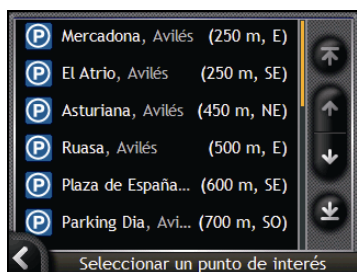 P Mercadona, Avilés (250 m, E)
P El Atrio, Avilés (250 m, SE)
P Asturiana, Avilés (450 m, NE)
P Ruasa, Avilés (500 m, E)
P Plaza de España... (600 m, SE)
P Parking Dia, Avi... (700 m, SO)
Seleccionar un punto de interés